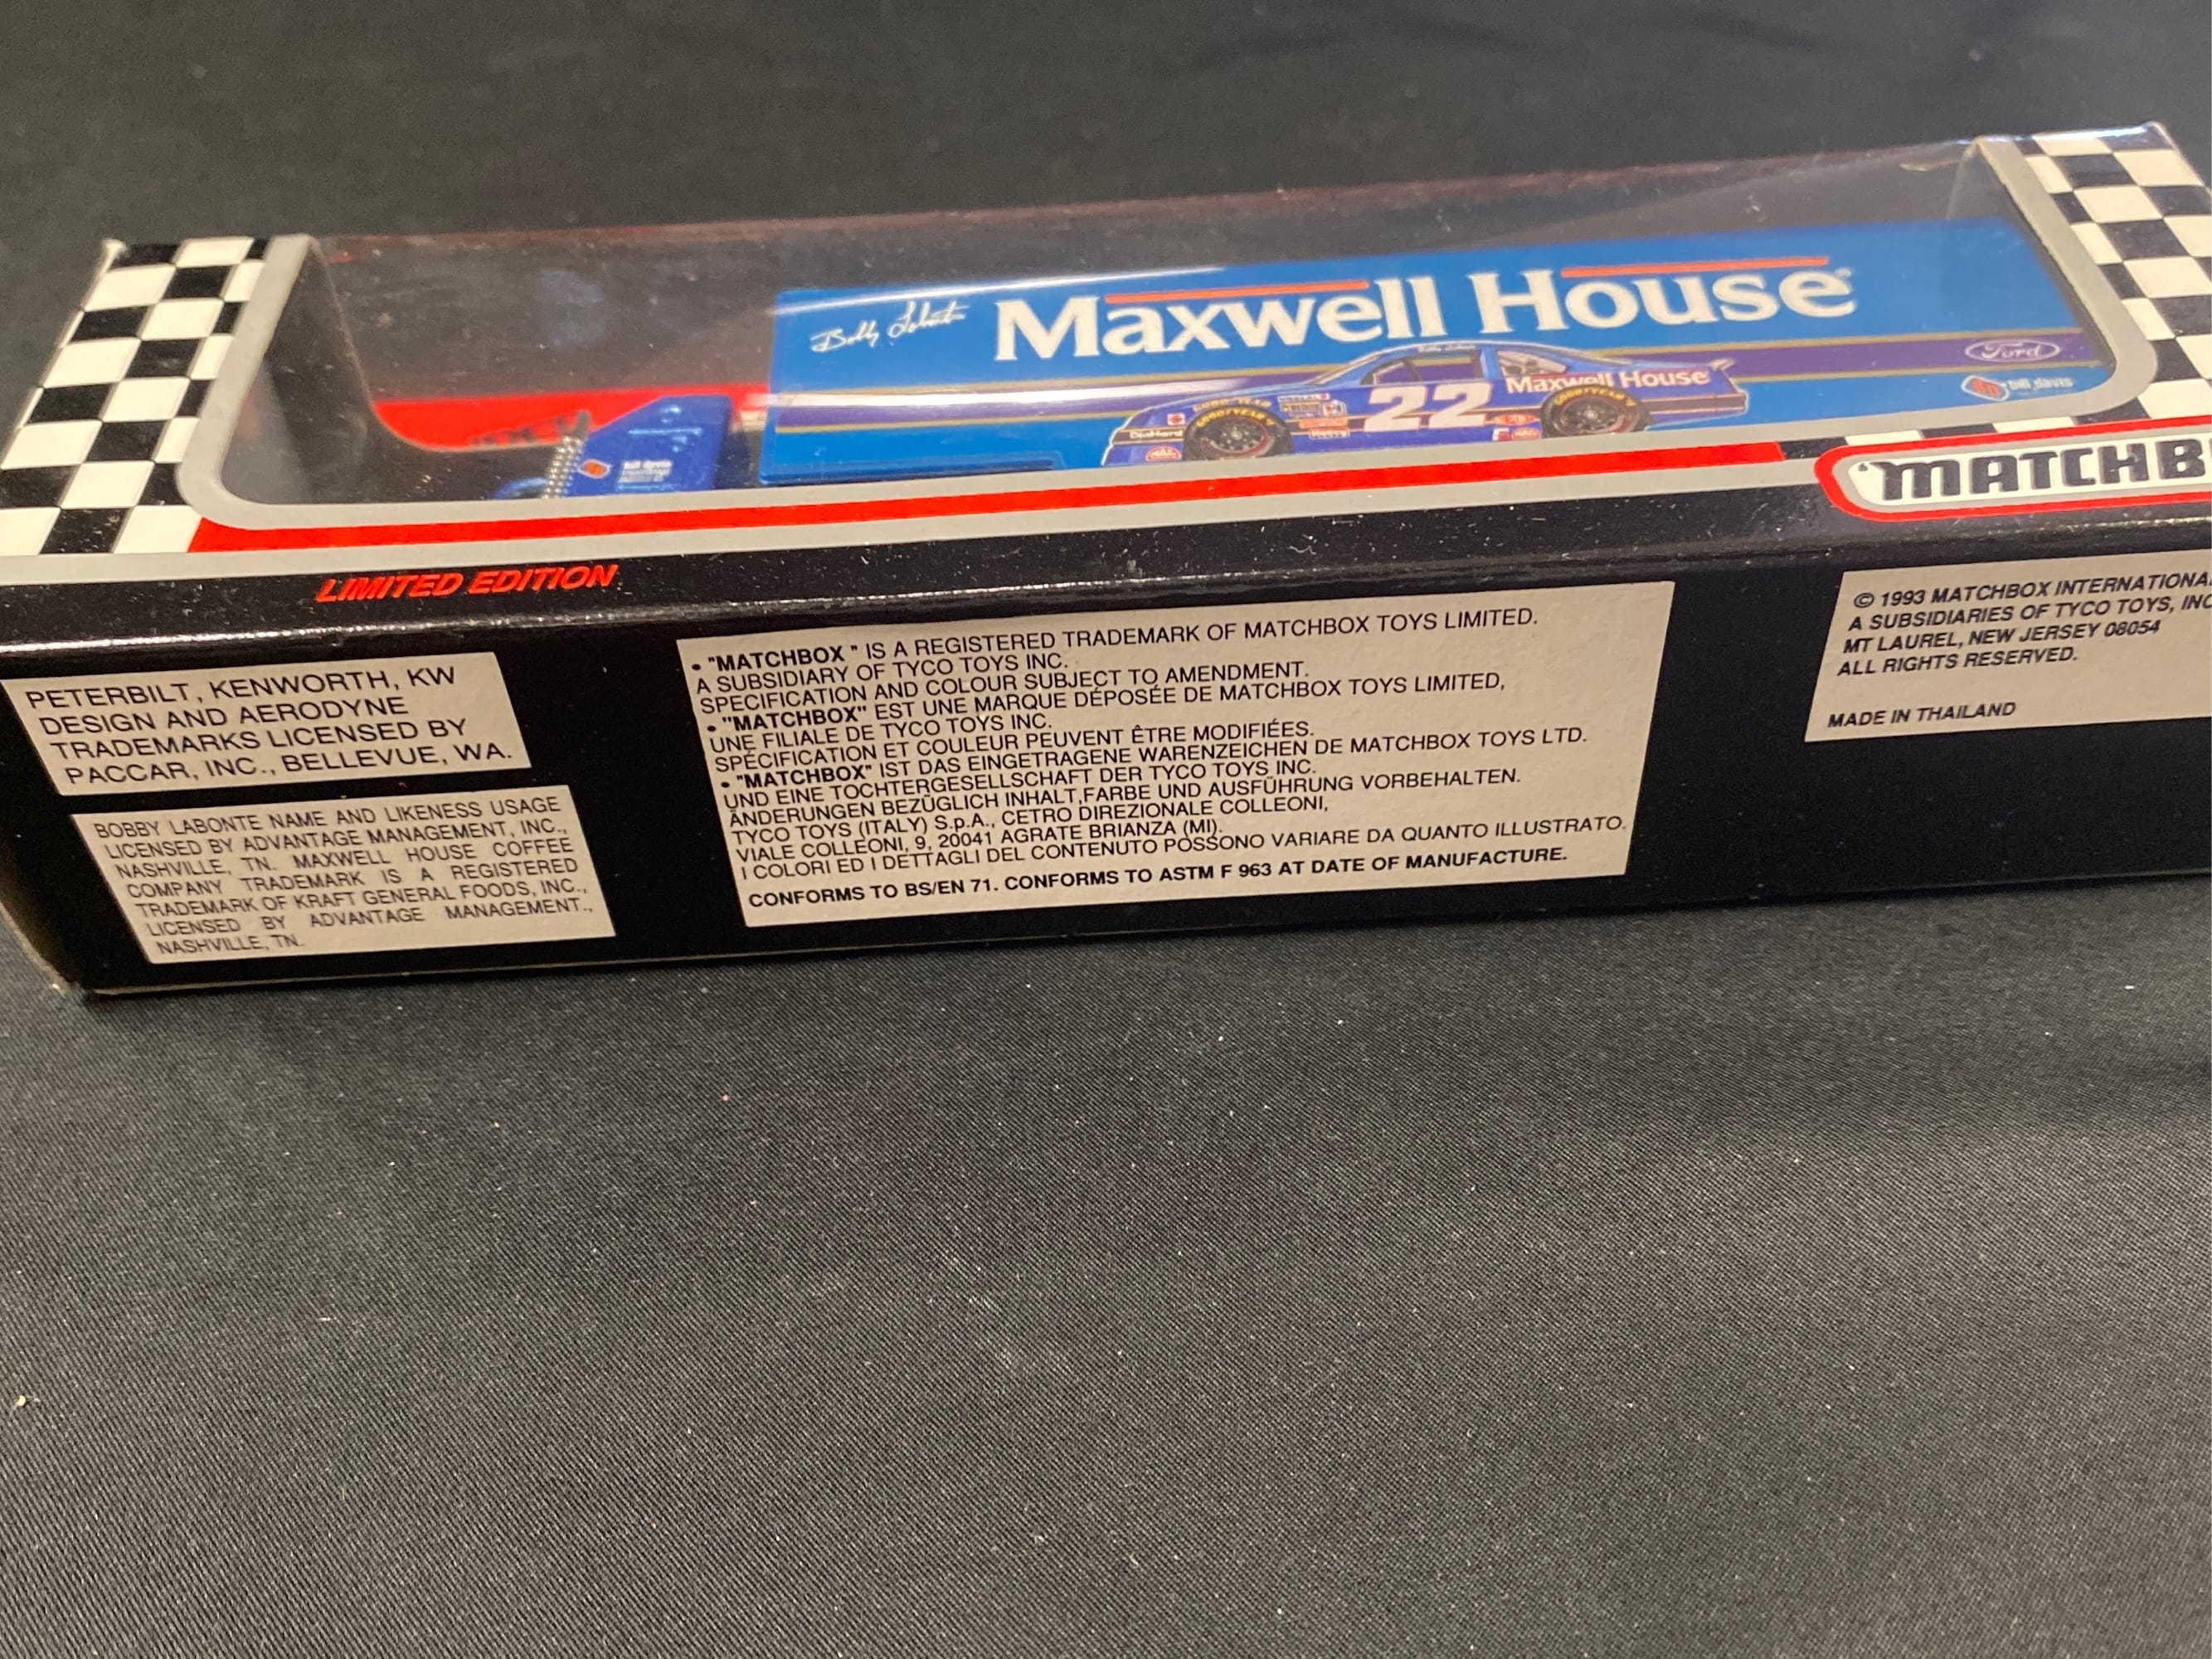 Bobby Labonte
Maxwell House®
Ford
bill davis
Maxwell House
22
GOODYEAR
GOODYEAR
DieHard
MAC
'MATCHB
LIMITED EDITION
PETERBILT, KENWORTH, KW
DESIGN AND AERODYNE
TRADEMARKS LICENSED BY
PACCAR, INC., BELLEVUE, WA.
BOBBY LABONTE NAME AND LIKENESS USAGE
LICENSED BY ADVANTAGE MANAGEMENT, INC.,
NASHVILLE, TN. MAXWELL HOUSE COFFEE
COMPANY TRADEMARK IS A REGISTERED
TRADEMARK OF KRAFT GENERAL FOODS, INC.,
LICENSED BY ADVANTAGE MANAGEMENT.,
NASHVILLE, TN.
• "MATCHBOX " IS A REGISTERED TRADEMARK OF MATCHBOX TOYS LIMITED.
A SUBSIDIARY OF TYCO TOYS INC.
SPECIFICATION AND COLOUR SUBJECT TO AMENDMENT.
• "MATCHBOX" EST UNE MARQUE DÉPOSÉE DE MATCHBOX TOYS LIMITED,
UNE FILIALE DE TYCO TOYS INC.
SPÉCIFICATION ET COULEUR PEUVENT ÊTRE MODIFIÉES.
• "MATCHBOX" IST DAS EINGETRAGENE WARENZEICHEN DE MATCHBOX TOYS LTD.
UND EINE TOCHTERGESELLSCHAFT DER TYCO TOYS INC.
ÄNDERUNGEN BEZÜGLICH INHALT,FARBE UND AUSFÜHRUNG VORBEHALTEN.
TYCO TOYS (ITALY) S.p.A., CETRO DIREZIONALE COLLEONI,
VIALE COLLEONI, 9, 20041 AGRATE BRIANZA (MI).
I COLORI ED I DETTAGLI DEL CONTENUTO POSSONO VARIARE DA QUANTO ILLUSTRATO.
CONFORMS TO BS/EN 71. CONFORMS TO ASTM F 963 AT DATE OF MANUFACTURE.
© 1993 MATCHBOX INTERNATIONA
A SUBSIDIARIES OF TYCO TOYS, INC
MT LAUREL, NEW JERSEY 08054
ALL RIGHTS RESERVED.
MADE IN THAILAND